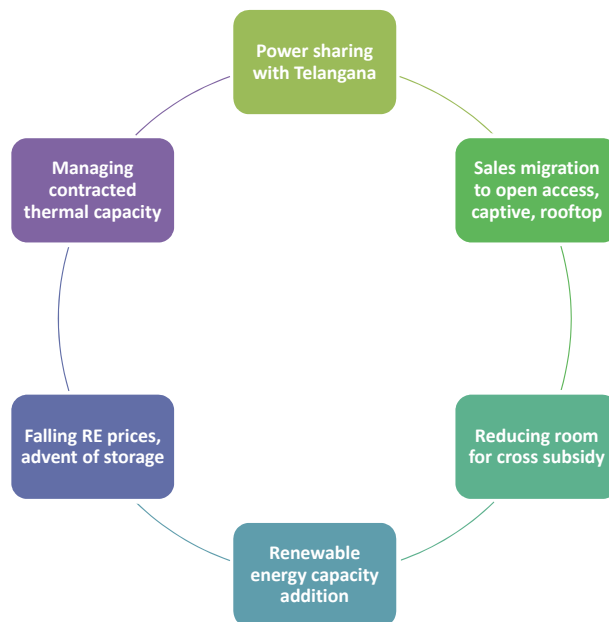 Power sharing
with Telangana
Sales migration
to open access,
captive, rooftop
Reducing room
for cross subsidy
Renewable
energy capacity
addition
Falling RE prices,
advent of storage
Managing
contracted
thermal capacity